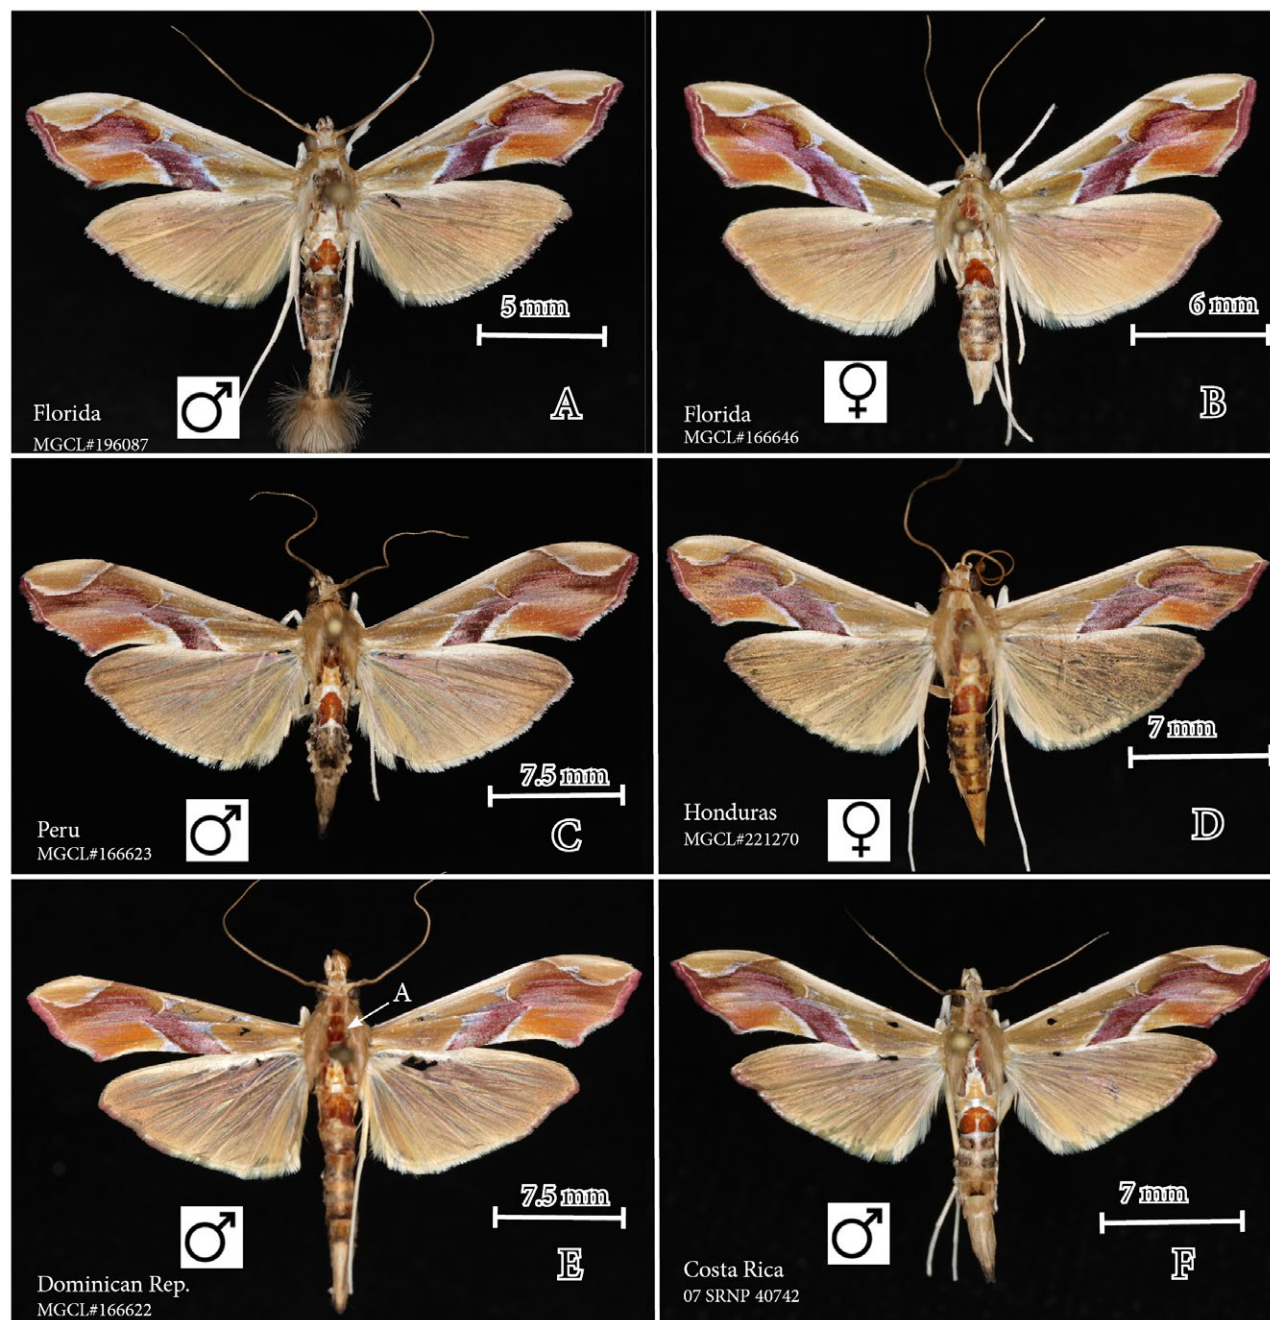 5 mm
A
Florida
MGCL#196087
6 mm
B
Florida
MGCL#166646
7.5 mm
C
Peru
MGCL#166623
7 mm
D
Honduras
MGCL#221270
A
7.5 mm
E
Dominican Rep.
MGCL#166622
7 mm
F
Costa Rica
07 SRNP 40742